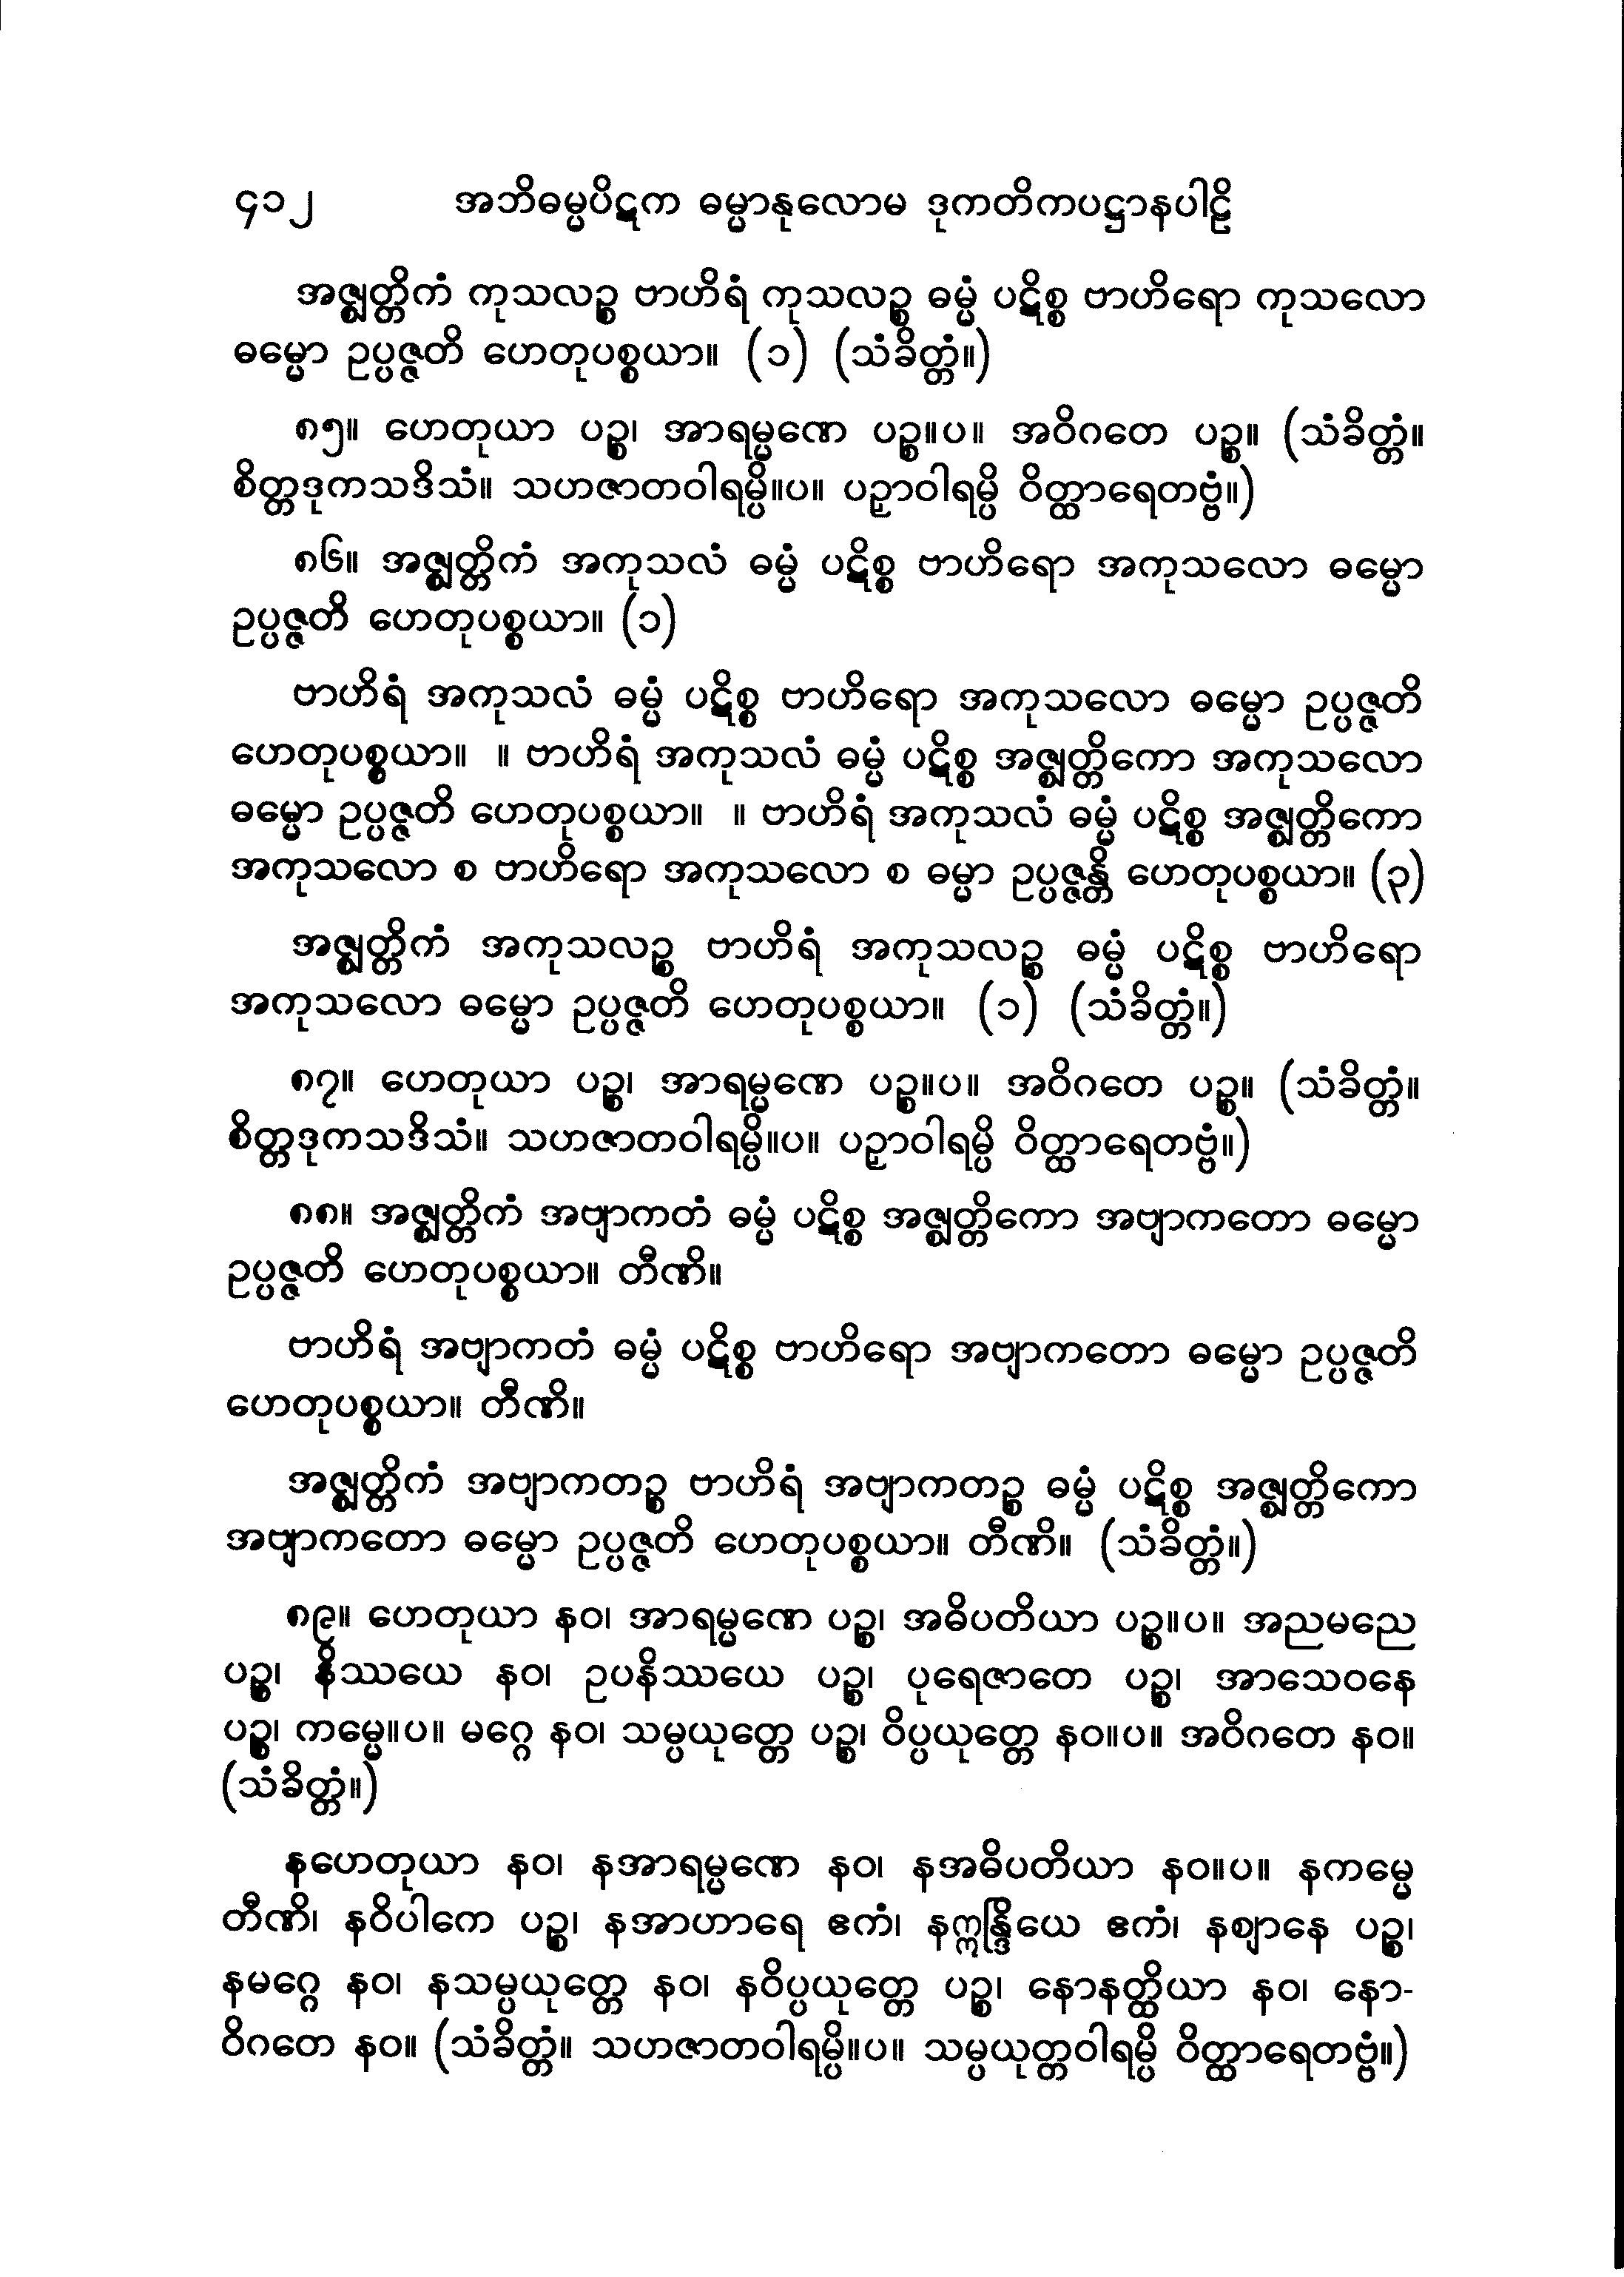 ၄၁၂ အဘိဓမ္မပိဋက ဓမ္မာနုလောမ ဒုကတိကပဋ္ဌာနပါဠိ
အဇ္ဈတ္တိကံ ကုသလဉ္စ ဗာဟိရံ ကုသလဉ္စ ဓမ္မံ ပဋိစ္စ ဗာဟိရော ကုသလော
ဓမ္မော ဥပ္ပဇ္ဇတိ ဟေတုပစ္စယာ။ (၁) (သံခိတ္တံ။)
၈၅။ ဟေတုယာ ပဉ္စ၊ အာရမ္မဏေ ပဉ္စ။ပ။ အဝိဂတေ ပဉ္စ။ (သံခိတ္တံ။
စိတ္တဒုကသဒိသံ။ သဟဇာတဝါရမ္ပိ။ပ။ ပဉှာဝါရမ္ပိ ဝိတ္ထာရေတဗ္ဗံ။)
၈၆။ အဇ္ဈတ္တိကံ အကုသလံ ဓမ္မံ ပဋိစ္စ ဗာဟိရော အကုသလော ဓမ္မော
ဥပ္ပဇ္ဇတိ ဟေတုပစ္စယာ။ (၁)
ဗာဟိရံ အကုသလံ ဓမ္မံ ပဋိစ္စ ဗာဟိရော အကုသလော ဓမ္မော ဥပ္ပဇ္ဇတိ
ဟေတုပစ္စယာ။ ။ ဗာဟိရံ အကုသလံ ဓမ္မံ ပဋိစ္စ အဇ္ဈတ္တိကော အကုသလော
ဓမ္မော ဥပ္ပဇ္ဇတိ ဟေတုပစ္စယာ။ ။ ဗာဟိရံ အကုသလံ ဓမ္မံ ပဋိစ္စ အဇ္ဈတ္တိကော
အကုသလော စ ဗာဟိရော အကုသလော စ ဓမ္မာ ဥပ္ပဇ္ဇန္တိ ဟေတုပစ္စယာ။ (၃)
အဇ္ဈတ္တိကံ အကုသလဉ္စ ဗာဟိရံ အကုသလဉ္စ ဓမ္မံ ပဋိစ္စ ဗာဟိရော
အကုသလော ဓမ္မော ဥပ္ပဇ္ဇတိ ဟေတုပစ္စယာ။ (၁) (သံခိတ္တံ။)
၈၇။ ဟေတုယာ ပဉ္စ၊ အာရမ္မဏေ ပဉ္စ။ပ။ အဝိဂတေ ပဉ္စ။ (သံခိတ္တံ။
စိတ္တဒုကသဒိသံ။ သဟဇာတဝါရမ္ပိ။ပ။ ပဉှာဝါရမ္ပိ ဝိတ္ထာရေတဗ္ဗံ။)
၈၈။ အဇ္ဈတ္တိကံ အဗျာကတံ ဓမ္မံ ပဋိစ္စ အဇ္ဈတ္တိကော အဗျာကတော ဓမ္မော
ဥပ္ပဇ္ဇတိ ဟေတုပစ္စယာ။ တီဏိ။
ဗာဟိရံ အဗျာကတံ ဓမ္မံ ပဋိစ္စ ဗာဟိရော အဗျာကတော ဓမ္မော ဥပ္ပဇ္ဇတိ
ဟေတုပစ္စယာ။ တီဏိ။
အဇ္ဈတ္တိကံ အဗျာကတဉ္စ ဗာဟိရံ အဗျာကတဉ္စ ဓမ္မံ ပဋိစ္စ အဇ္ဈတ္တိကော
အဗျာကတော ဓမ္မော ဥပ္ပဇ္ဇတိ ဟေတုပစ္စယာ။ တီဏိ။ (သံခိတ္တံ။)
၈၉။ ဟေတုယာ နဝ၊ အာရမ္မဏေ ပဉ္စ၊ အဓိပတိယာ ပဉ္စ။ပ။ အညမညေ
ပဉ္စ၊ နိဿယေ နဝ၊ ဥပနိဿယေ ပဉ္စ၊ ပုရေဇာတေ ပဉ္စ၊ အာသေဝနေ
ပဉ္စ၊ ကမ္မေ။ပ။ မဂ္ဂေ နဝ၊ သမ္ပယုတ္တေ ပဉ္စ၊ ဝိပ္ပယုတ္တေ နဝ။ပ။ အဝိဂတေ နဝ။
(သံခိတ္တံ။)
နဟေတုယာ နဝ၊ နအာရမ္မဏေ နဝ၊ နအဓိပတိယာ နဝ။ပ။ နကမ္မေ
တီဏိ၊ နဝိပါကေ ပဉ္စ၊ နအာဟာရေ ဧကံ၊ နဣန္ဒြိယေ ဧကံ၊ နဈာနေ ပဉ္စ၊
နမဂ္ဂေ နဝ၊ နသမ္ပယုတ္တေ နဝ၊ နဝိပ္ပယုတ္တေ ပဉ္စ၊ နောနတ္ထိယာ နဝ၊ နော-
ဝိဂတေ နဝ။ (သံခိတ္တံ။ သဟဇာတဝါရမ္ပိ။ပ။ သမ္ပယုတ္တဝါရမ္ပိ ဝိတ္ထာရေတဗ္ဗံ။)